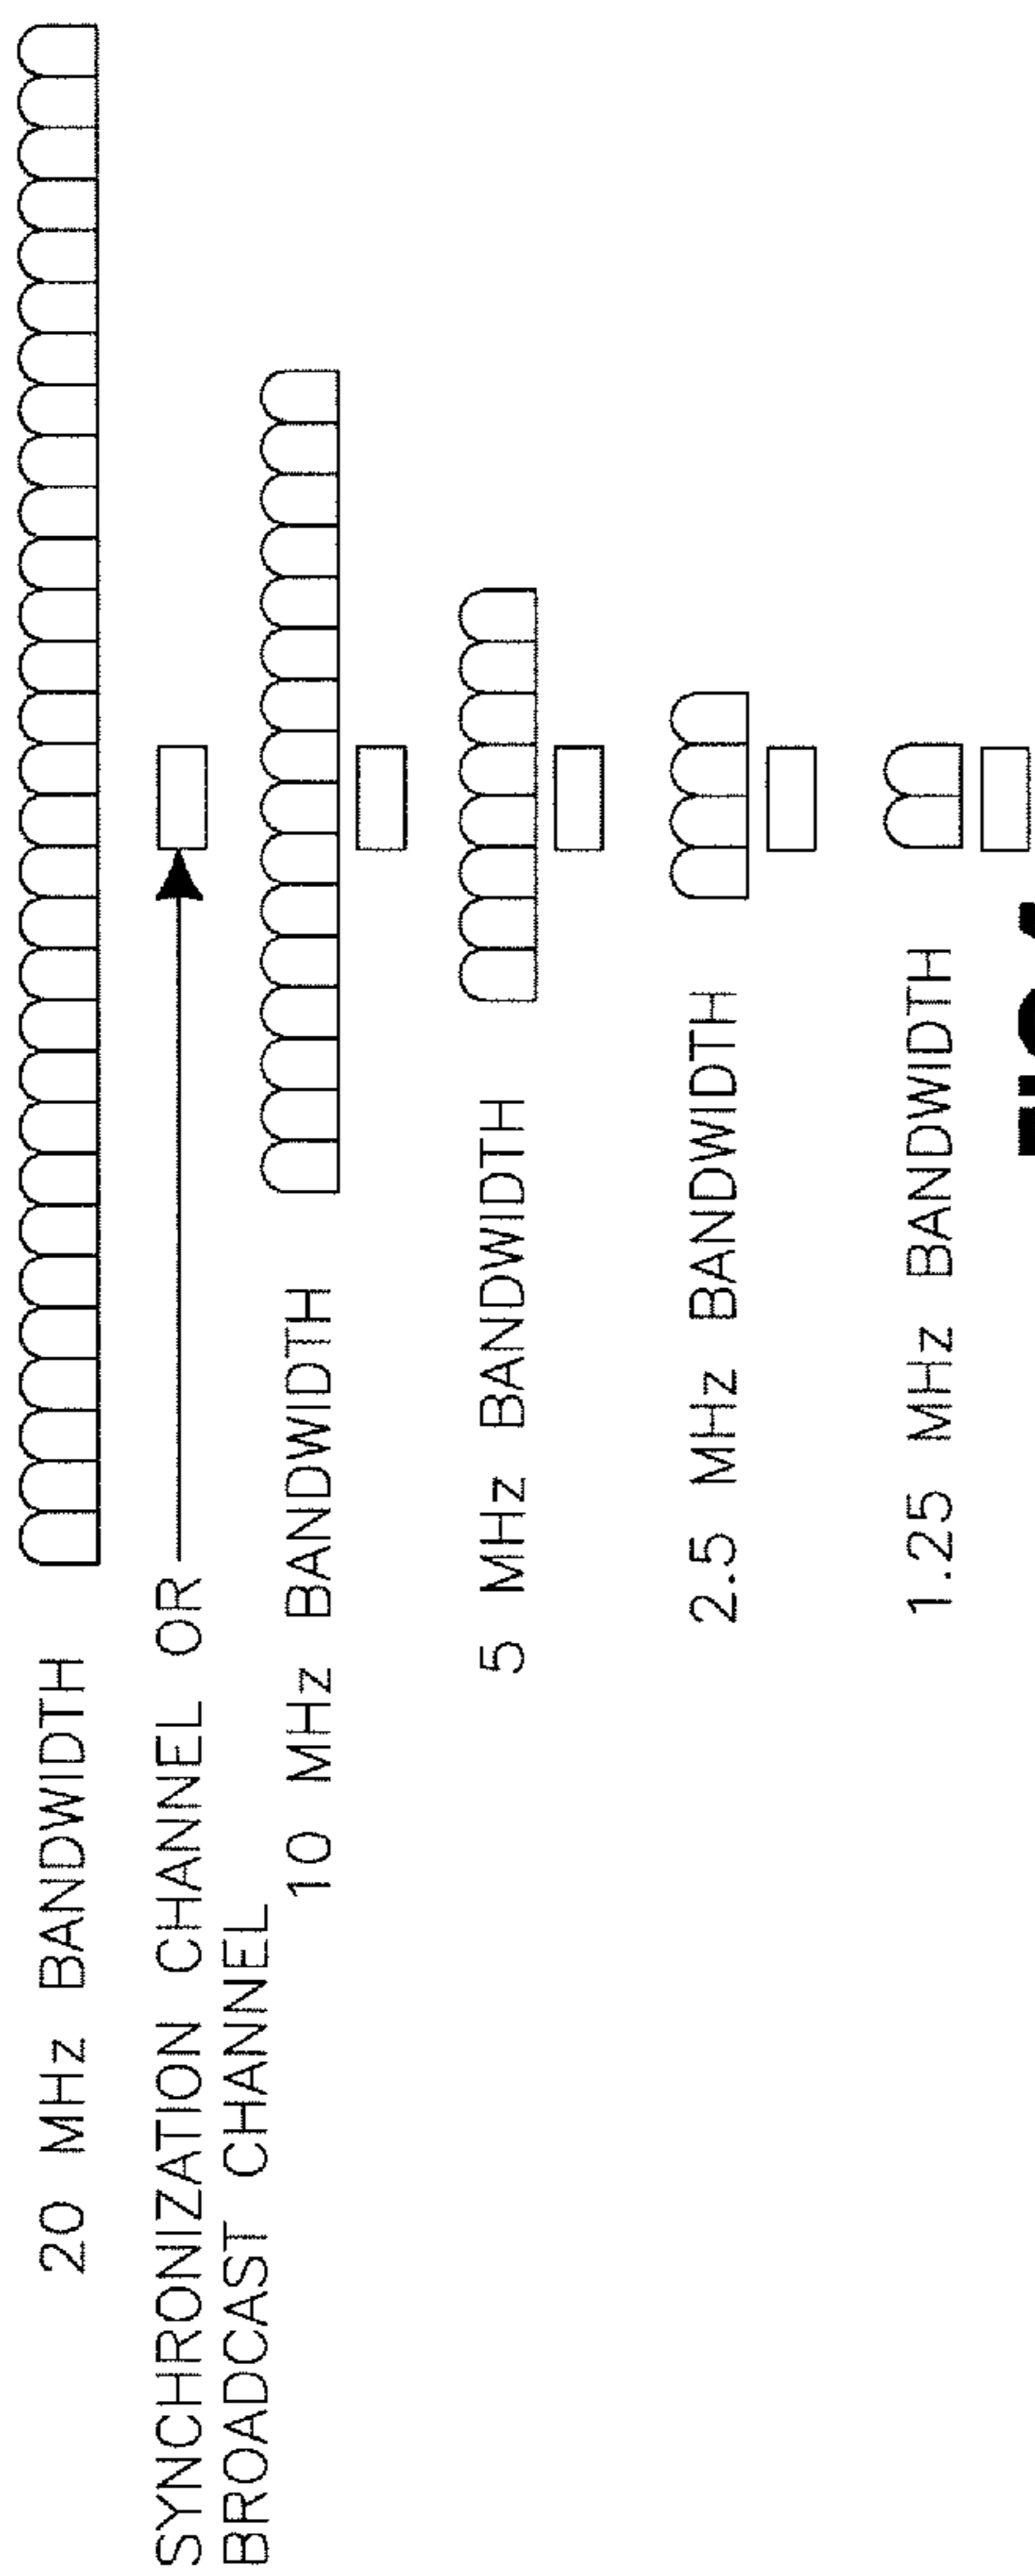 20 MHz BANDWIDTH
SYNCHRONIZATION CHANNEL OR
BROADCAST CHANNEL
10 MHz BANDWIDTH
5 MHz BANDWIDTH
2.5 MHz BANDWIDTH
1.25 MHz BANDWIDTH